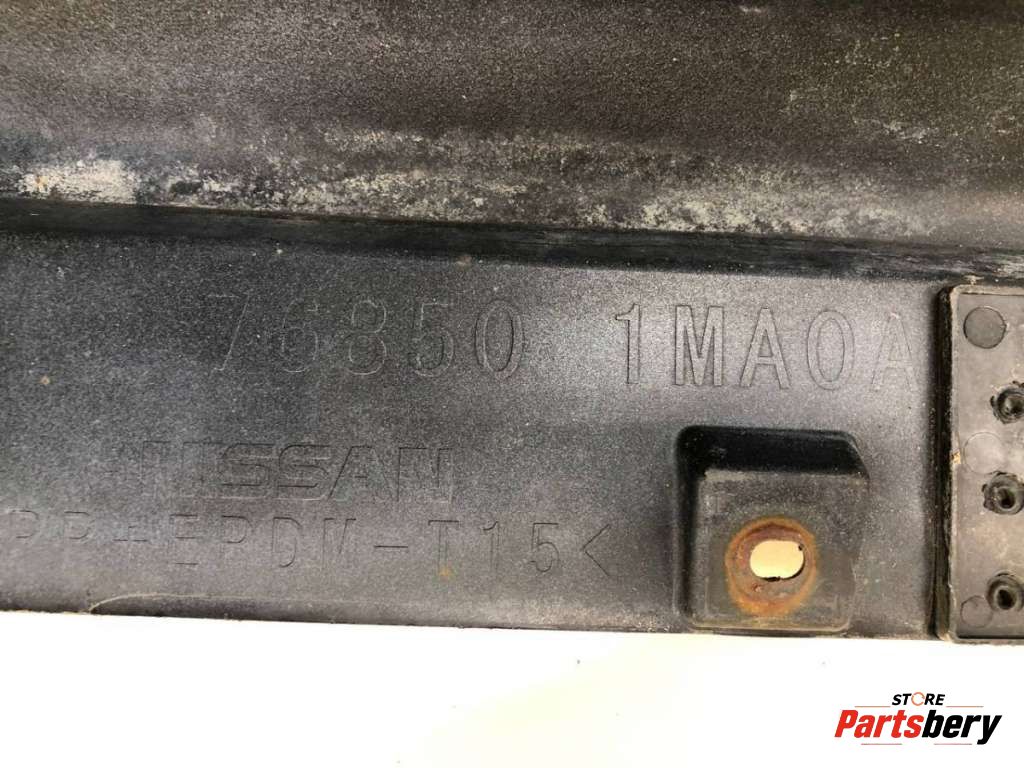 76850 1MA0A
NISSAN
PP+EPDM-T15<
STORE
Partsbery